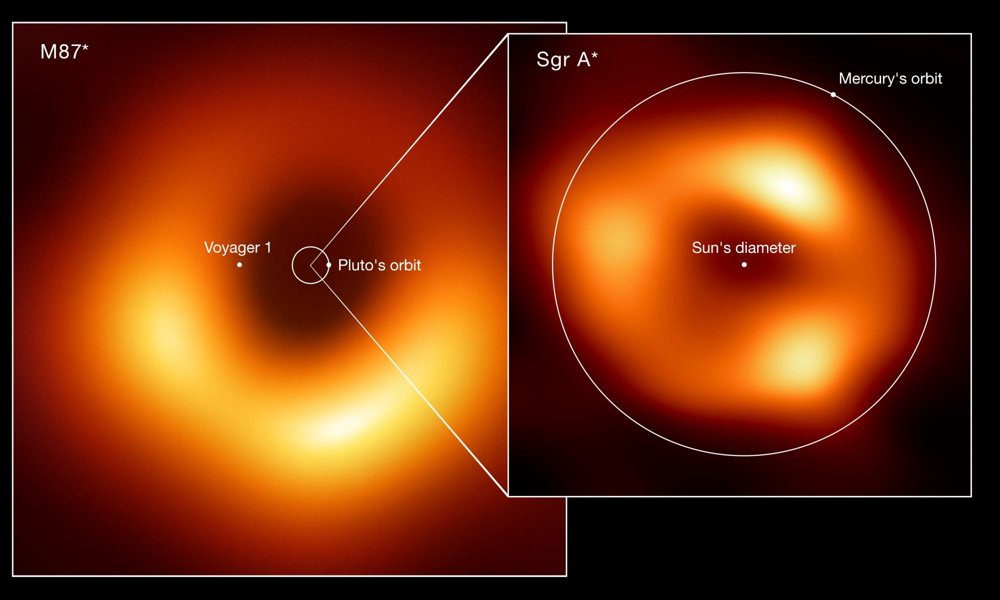 M87*
Voyager 1
Pluto's orbit
Sgr A*
Mercury's orbit
Sun's diameter